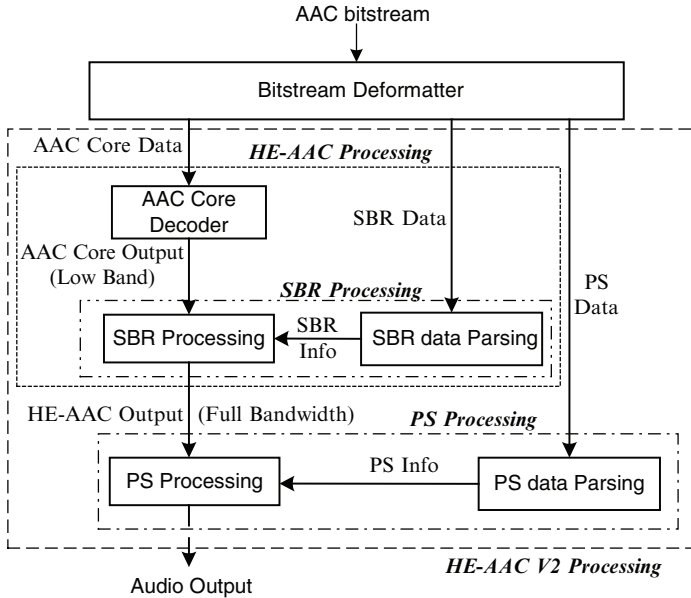 AAC bitstream
Bitstream Deformatter
AAC Core Data
HE-AAC Processing
AAC Core
Decoder
SBR Data
AAC Core Output
(Low Band)
PS
Data
SBR Processing
SBR Processing
SBR
Info
SBR data Parsing
HE-AAC Output (Full Bandwidth)
PS Processing
PS Processing
PS Info
PS data Parsing
HE-AAC V2 Processing
Audio Output